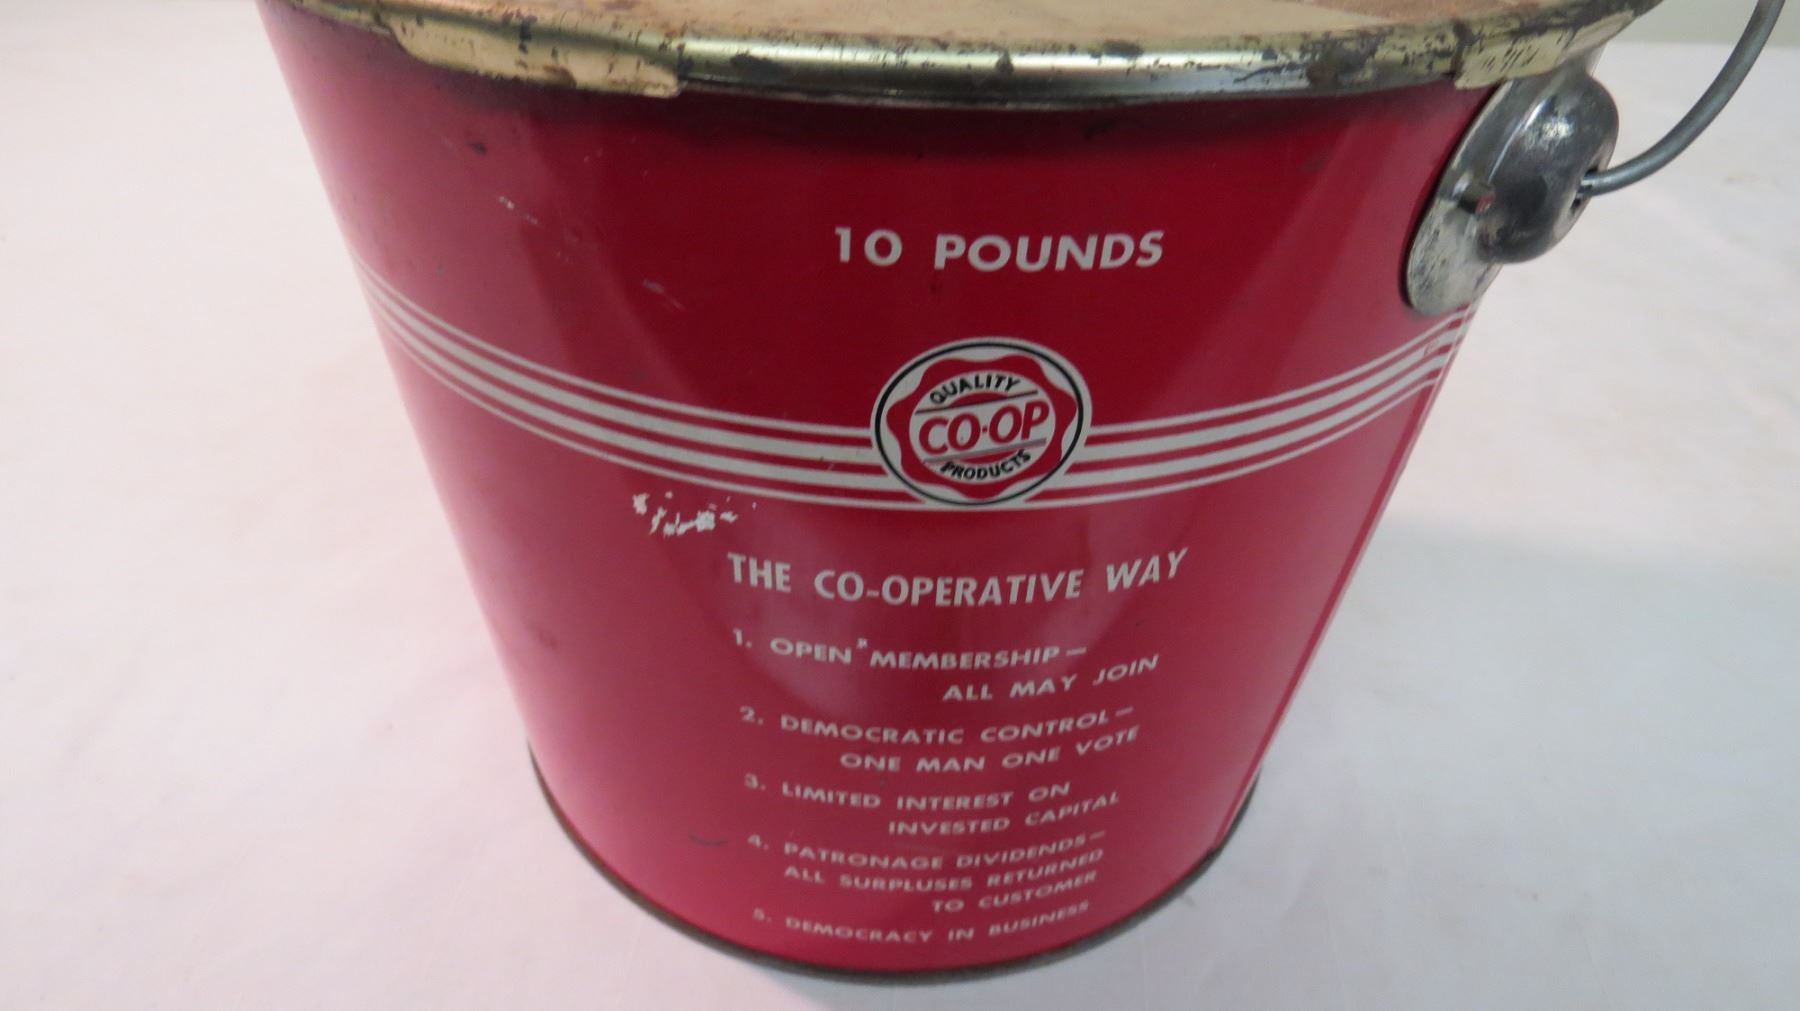 10 POUNDS
QUALITY
CO-OP
PRODUCTS
THE CO-OPERATIVE WAY
1. OPEN MEMBERSHIP—
ALL MAY JOIN
2. DEMOCRATIC CONTROL—
ONE MAN ONE VOTE
3. LIMITED INTEREST ON
INVESTED CAPITAL
4. PATRONAGE DIVIDENDS—
ALL SURPLUSES RETURNED
TO CUSTOMER
5. DEMOCRACY IN BUSINESS